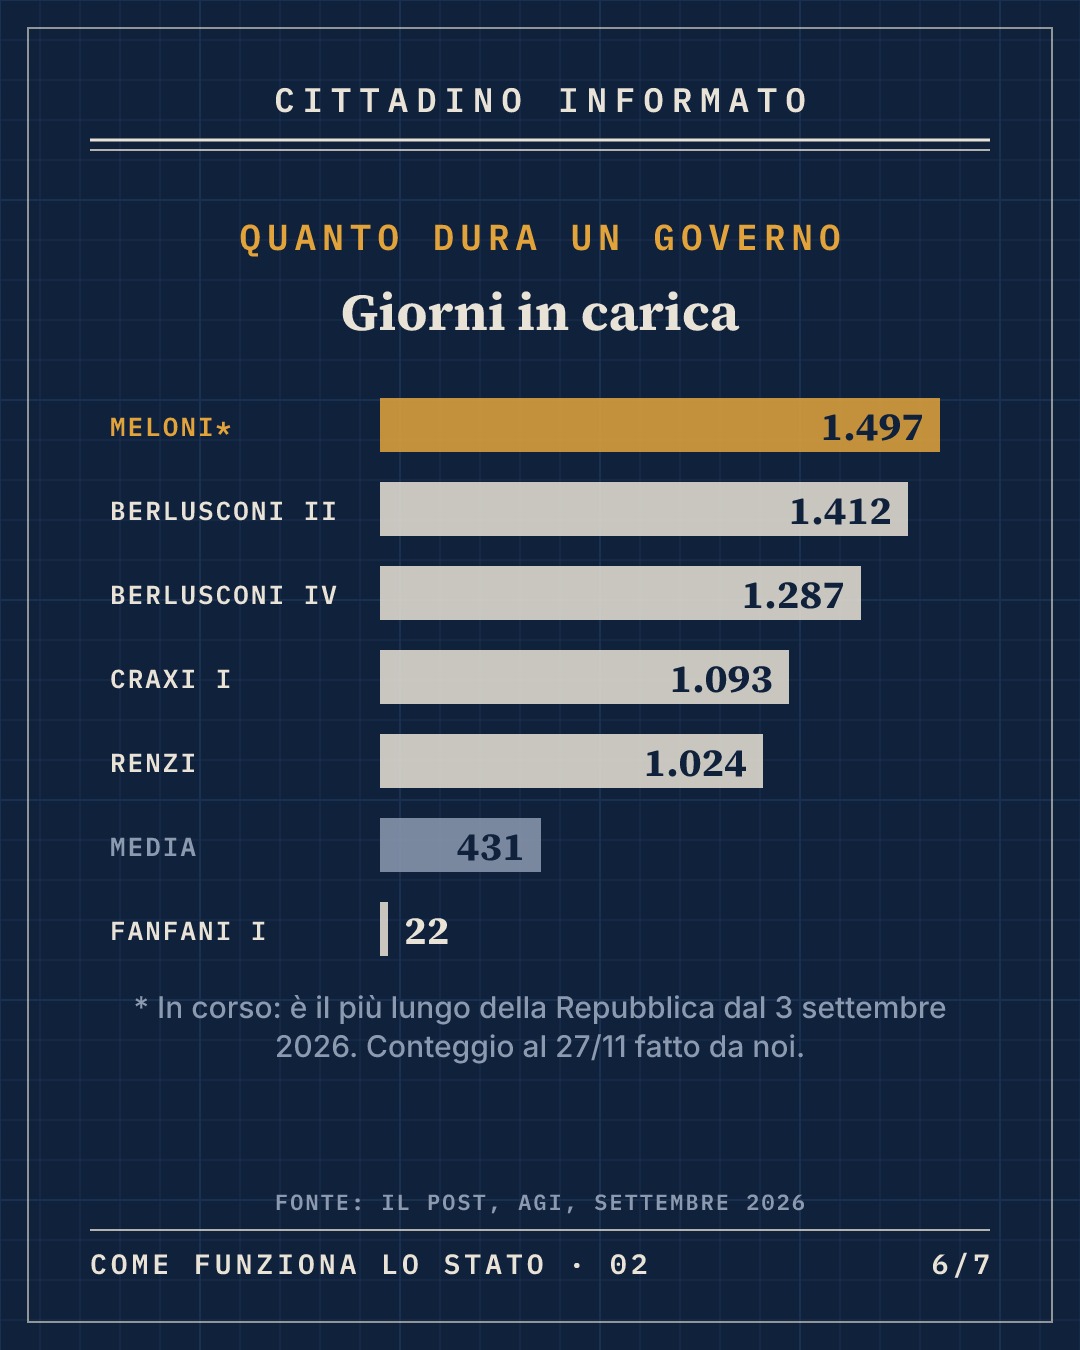 CITTADINO INFORMATO
QUANTO DURA UN GOVERNO
Giorni in carica
MELONI* 1.497
BERLUSCONI II 1.412
BERLUSCONI IV 1.287
CRAXI I 1.093
RENZI 1.024
MEDIA 431
FANFANI I 22
* In corso: è il più lungo della Repubblica dal 3 settembre
2026. Conteggio al 27/11 fatto da noi.
FONTE: IL POST, AGI, SETTEMBRE 2026
COME FUNZIONA LO STATO · 02 6/7